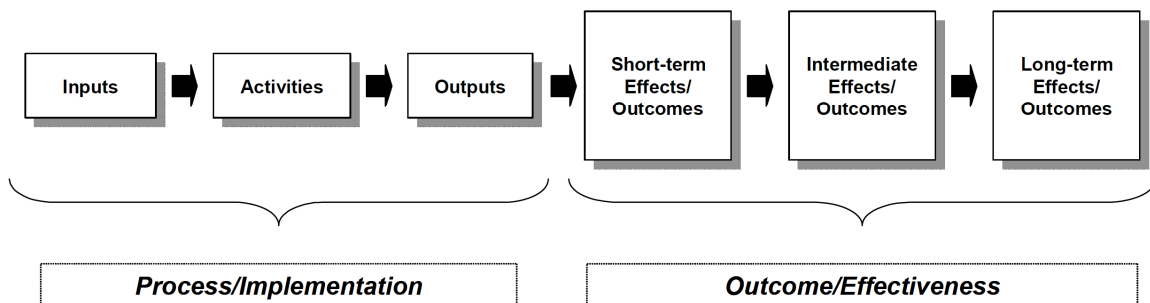 Inputs
Activities
Outputs
Short-term
Effects/
Outcomes
Intermediate
Effects/
Outcomes
Long-term
Effects/
Outcomes
Process/Implementation
Outcome/Effectiveness